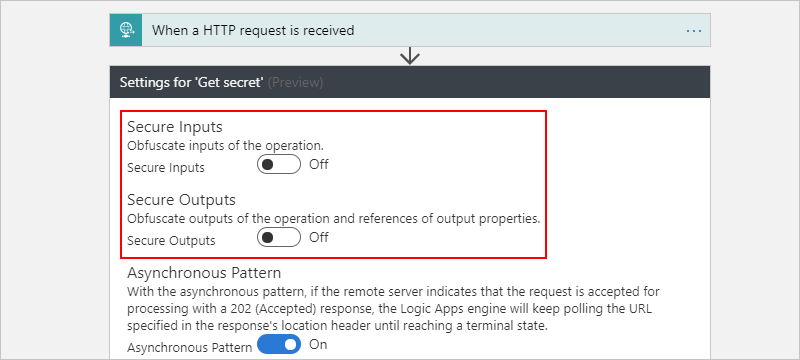 When a HTTP request is received ...
Settings for 'Get secret' (Preview)
Secure Inputs
Obfuscate inputs of the operation.
Secure Inputs Off
Secure Outputs
Obfuscate outputs of the operation and references of output properties.
Secure Outputs Off
Asynchronous Pattern
With the asynchronous pattern, if the remote server indicates that the request is accepted for
processing with a 202 (Accepted) response, the Logic Apps engine will keep polling the URL
specified in the response's location header until reaching a terminal state.
Asynchronous Pattern On